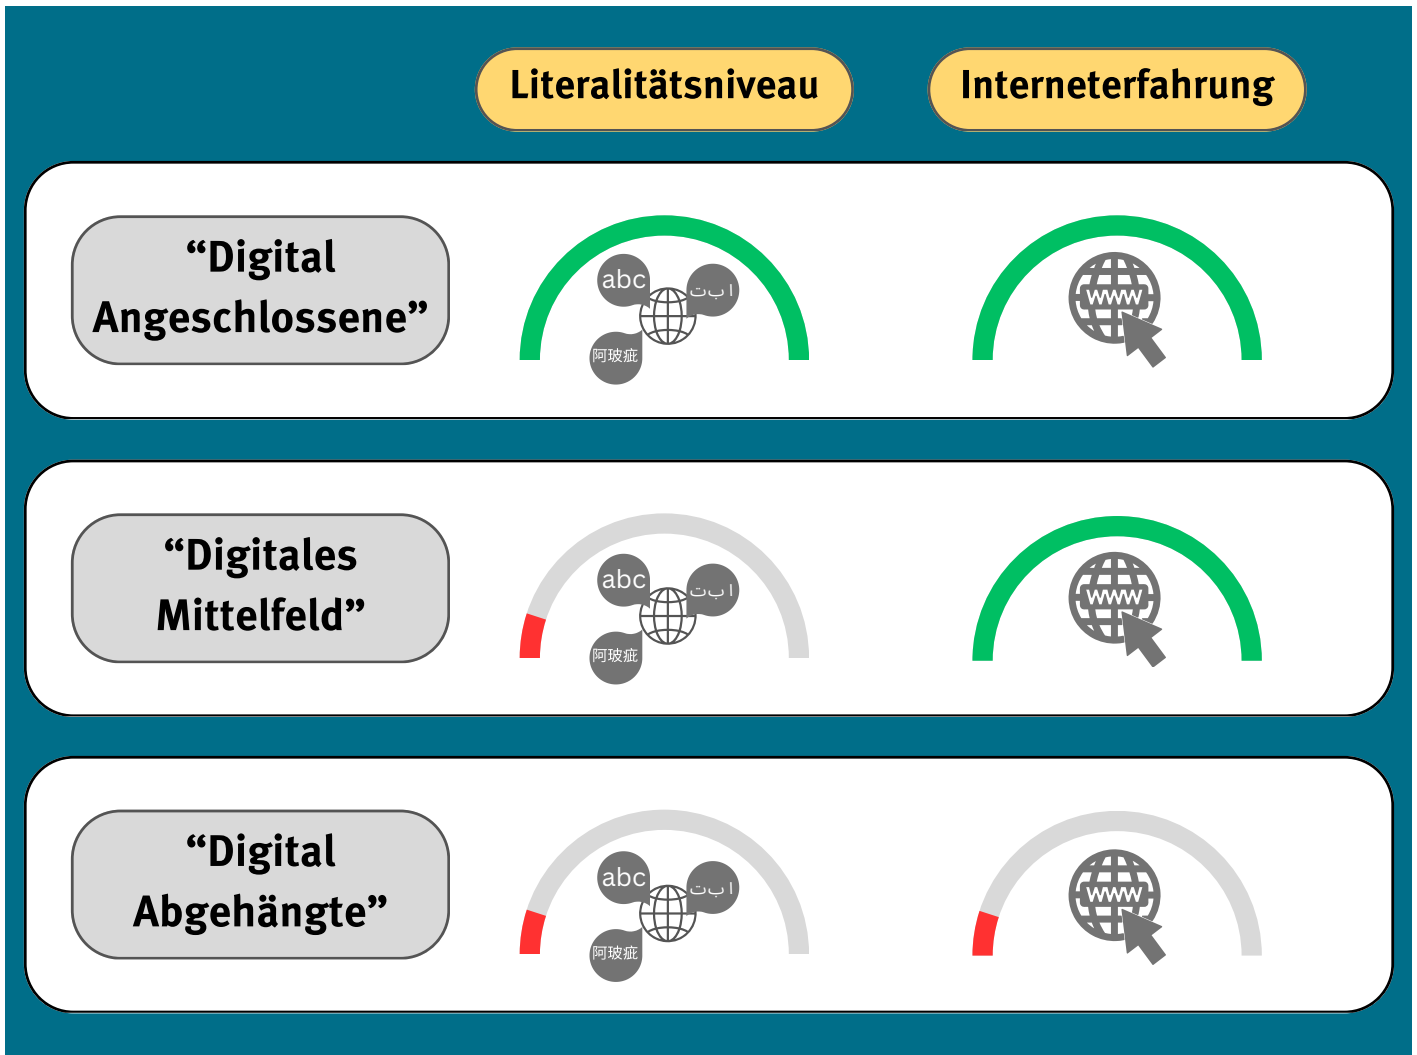 Literalitätsniveau
Interneterfahrung
“Digital
Angeschlossene”
abc
ا ب ت
阿玻疵
www
“Digitales
Mittelfeld”
abc
ا ب ت
阿玻疵
www
“Digital
Abgehängte”
abc
ا ب ت
阿玻疵
www